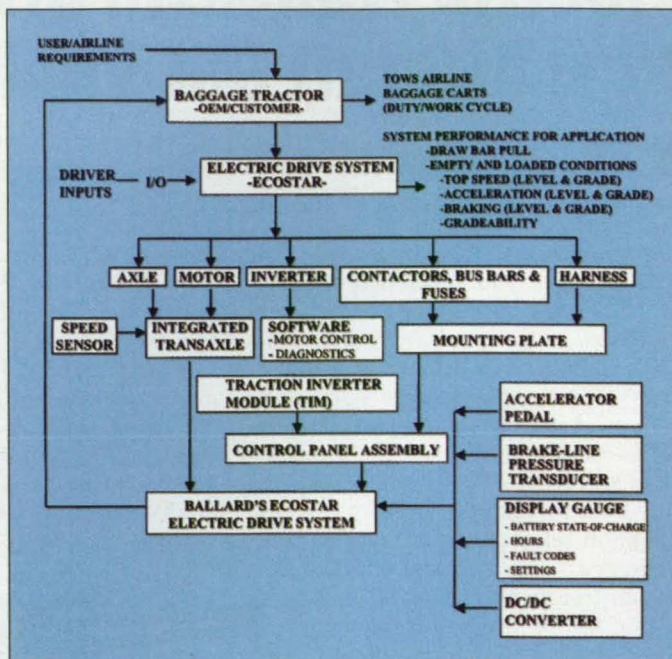 USER/AIRLINE
REQUIREMENTS
BAGGAGE TRACTOR
-OEM/CUSTOMER-
TOWS AIRLINE
BAGGAGE CARTS
(DUTY/WORK CYCLE)
SYSTEM PERFORMANCE FOR APPLICATION
-DRAW BAR PULL
-EMPTY AND LOADED CONDITIONS
-TOP SPEED (LEVEL & GRADE)
-ACCELERATION (LEVEL & GRADE)
-BRAKING (LEVEL & GRADE)
-GRADEABILITY
DRIVER
INPUTS
I/O
ELECTRIC DRIVE SYSTEM
-ECOSTAR-
AXLE
MOTOR
INVERTER
CONTACTORS, BUS BARS &
FUSES
HARNESS
SPEED
SENSOR
INTEGRATED
TRANSAXLE
SOFTWARE
- MOTOR CONTROL
- DIAGNOSTICS
MOUNTING PLATE
TRACTION INVERTER
MODULE (TIM)
CONTROL PANEL ASSEMBLY
BALLARD'S ECOSTAR
ELECTRIC DRIVE SYSTEM
ACCELERATOR
PEDAL
BRAKE-LINE
PRESSURE
TRANSDUCER
DISPLAY GAUGE
- BATTERY STATE-OF-CHARGE
- HOURS
- FAULT CODES
- SETTINGS
DC/DC
CONVERTER